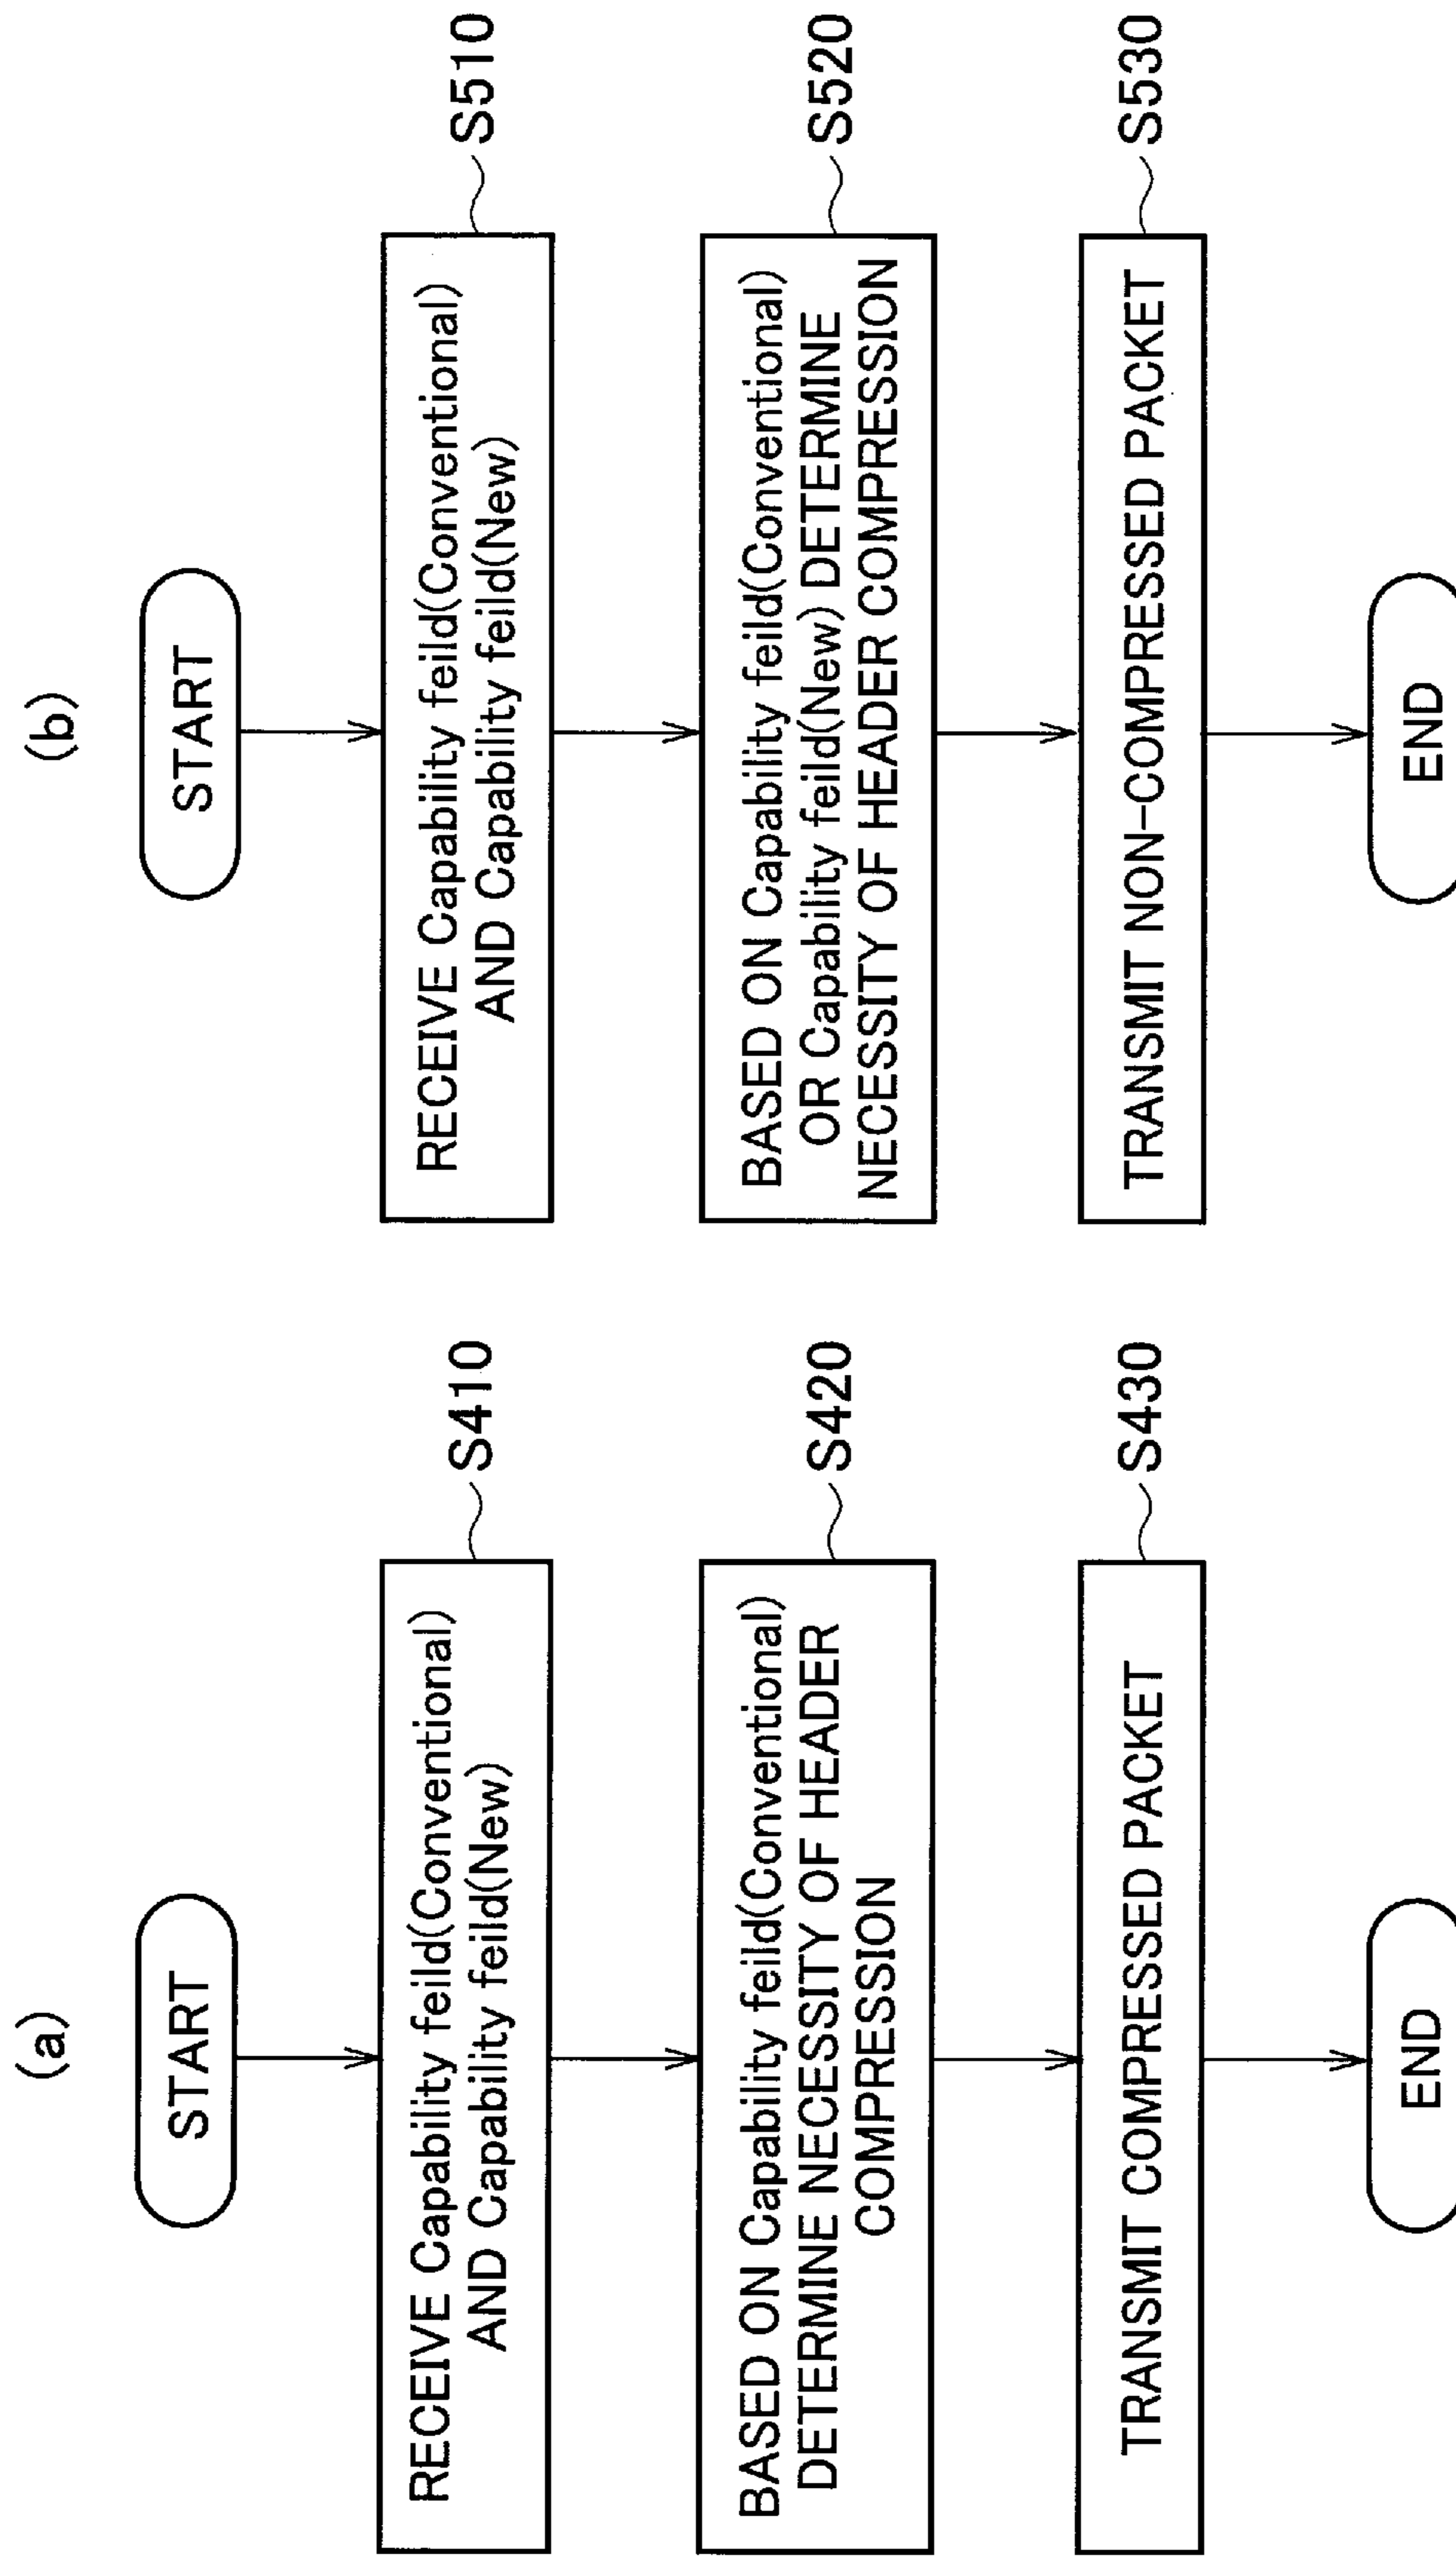 (a)
START
RECEIVE Capability feild(Conventional)
AND Capability feild(New)
S410
BASED ON Capability feild(Conventional)
DETERMINE NECESSITY OF HEADER
COMPRESSION
S420
TRANSMIT COMPRESSED PACKET
S430
END
(b)
START
RECEIVE Capability feild(Conventional)
AND Capability feild(New)
S510
BASED ON Capability feild(Conventional)
OR Capability feild(New) DETERMINE
NECESSITY OF HEADER COMPRESSION
S520
TRANSMIT NON-COMPRESSED PACKET
S530
END